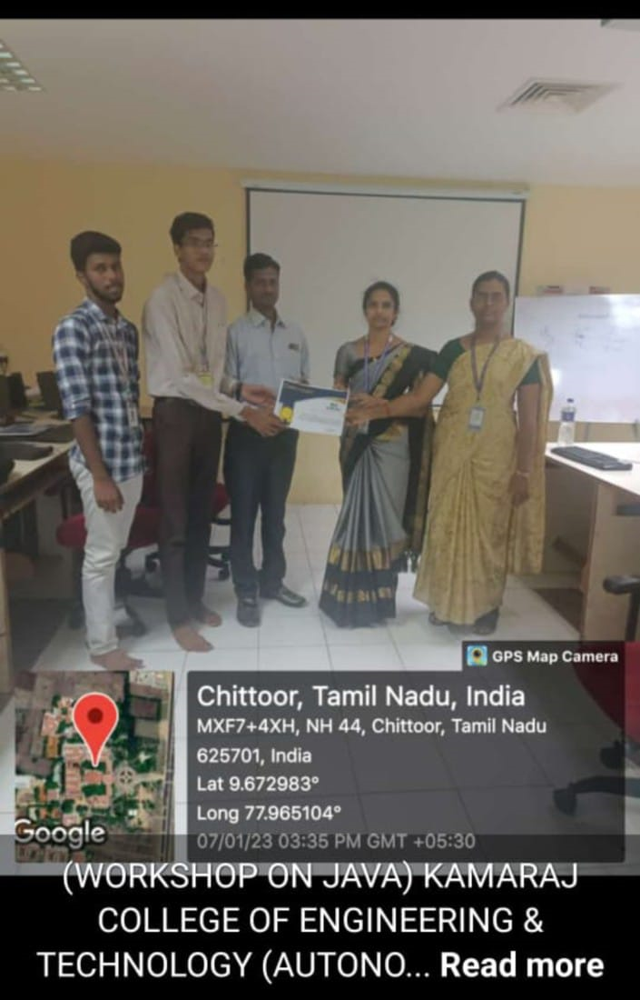 GPS Map Camera
Chittoor, Tamil Nadu, India
MXF7+4XH, NH 44, Chittoor, Tamil Nadu
625701, India
Lat 9.672983°
Long 77.965104°
07/01/23 03:35 PM GMT +05:30
Google
(WORKSHOP ON JAVA) KAMARAJ
COLLEGE OF ENGINEERING &
TECHNOLOGY (AUTONO... Read more